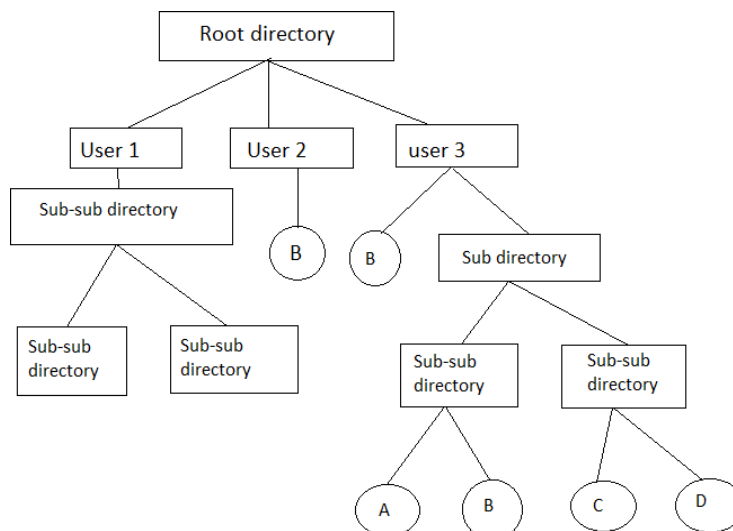 Root directory
User 1
User 2
user 3
Sub-sub directory
B
B
Sub directory
Sub-sub
directory
Sub-sub
directory
Sub-sub
directory
Sub-sub
directory
A
B
C
D